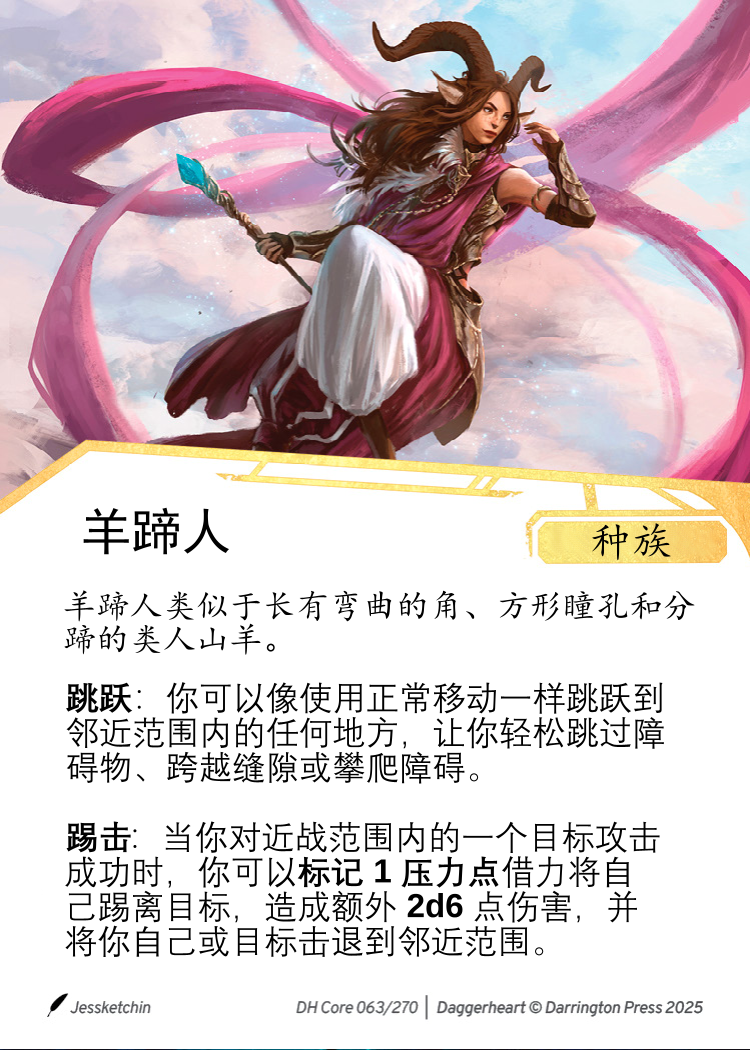 羊蹄人
种族
羊蹄人类似于长有弯曲的角、方形瞳孔和分
蹄的类人山羊。
跳跃：你可以像使用正常移动一样跳跃到
邻近范围内的任何地方，让你轻松跳过障
碍物、跨越缝隙或攀爬障碍。
踢击：当你对近战范围内的一个目标攻击
成功时，你可以标记 1 压力点借力将自
己踢离目标，造成额外 2d6 点伤害，并
将你自己或目标击退到邻近范围。
Jessketchin
DH Core 063/270 | Daggerheart © Darrington Press 2025